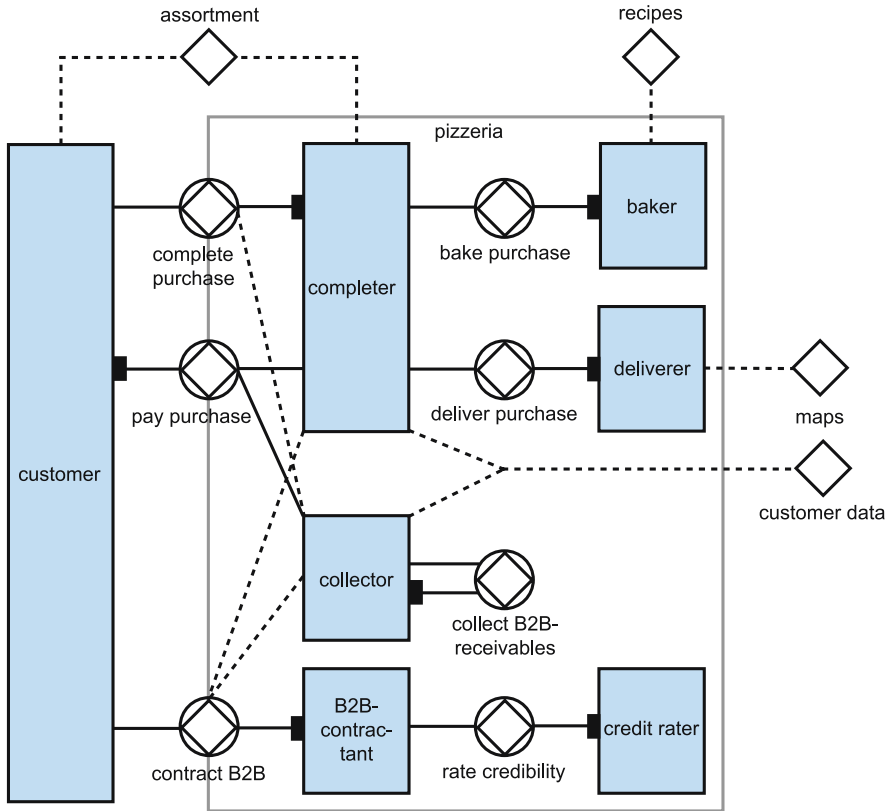 assortment
recipes
pizzeria
complete
purchase
completer
bake purchase
baker
pay purchase
deliver purchase
deliverer
maps
customer
customer data
collector
collect B2B-
receivables
contract B2B
B2B-
contrac-
tant
rate credibility
credit rater